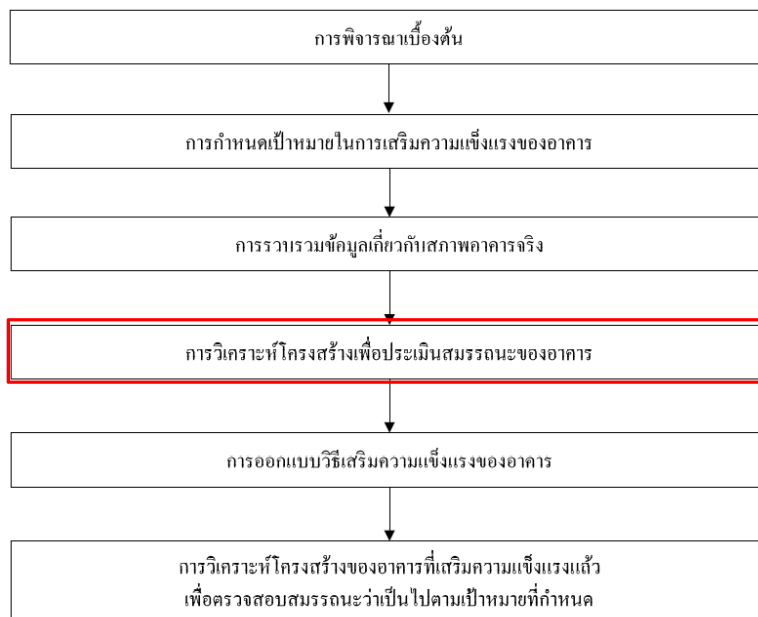 การพิจารณาเบื้องต้น
การกำหนดเป้าหมายในการเสริมความแข็งแรงของอาคาร
การรวบรวมข้อมูลเกี่ยวกับสภาพอาคารจริง
การวิเคราะห์โครงสร้างเพื่อประเมินสมรรถนะของอาคาร
การออกแบบวิธีเสริมความแข็งแรงของอาคาร
การวิเคราะห์โครงสร้างของอาคารที่เสริมความแข็งแรงแล้ว
เพื่อตรวจสอบสมรรถนะว่าเป็นไปตามเป้าหมายที่กำหนด